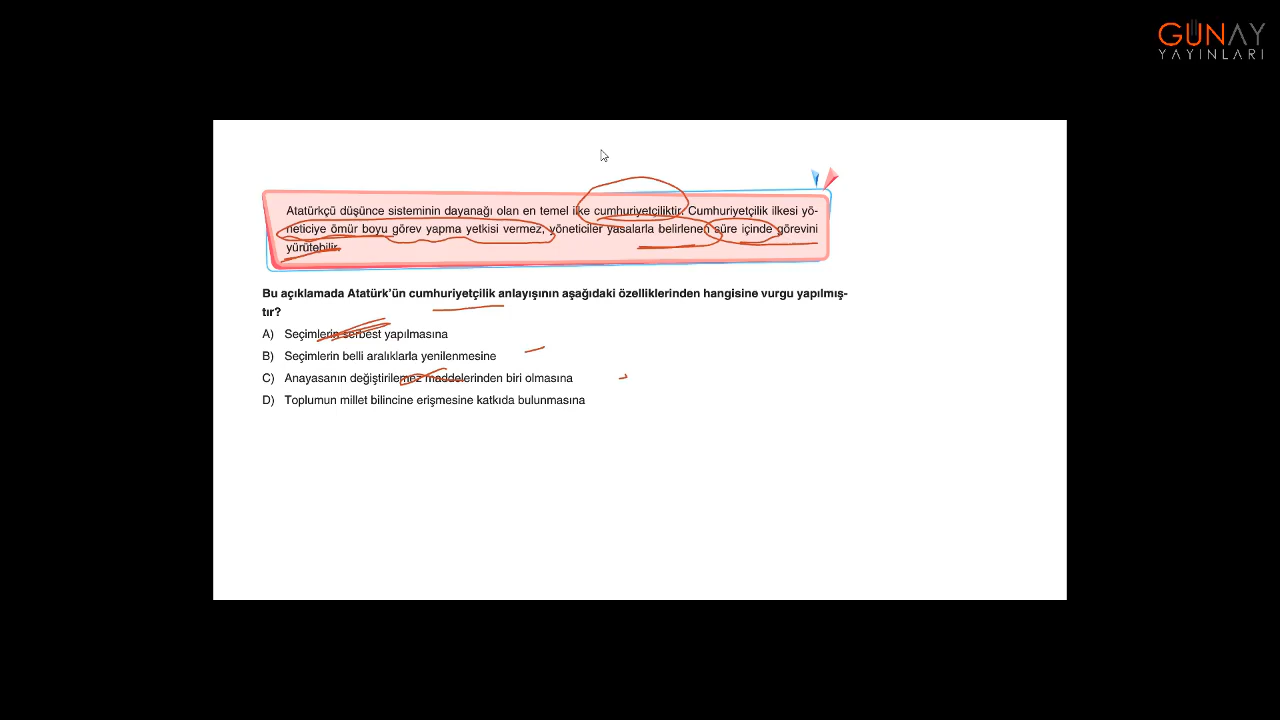 GÜNAY
YAYINLARI
Atatürkçü düşünce sisteminin dayanağı olan en temel ilke cumhuriyetçiliktir. Cumhuriyetçilik ilkesi yö-
neticiye ömür boyu görev yapma yetkisi vermez, yöneticiler yasalarla belirlenen süre içinde görevini
yürütebilir.
Bu açıklamada Atatürk'ün cumhuriyetçilik anlayışının aşağıdaki özelliklerinden hangisine vurgu yapılmış-
tır?
A) Seçimlerin serbest yapılmasına
B) Seçimlerin belli aralıklarla yenilenmesine
C) Anayasanın değiştirilemez maddelerinden biri olmasına
D) Toplumun millet bilincine erişmesine katkıda bulunmasına